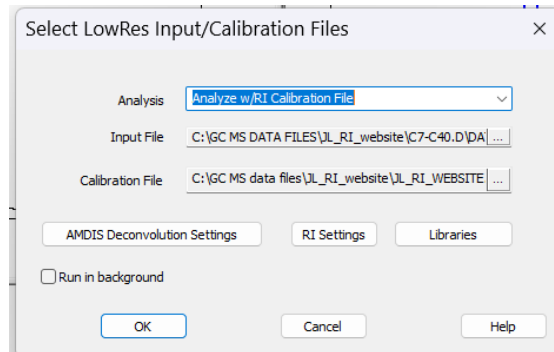 Select LowRes Input/Calibration Files
Analysis Analyze w/RI Calibration File
Input File C:\GC MS DATA FILES\JL_RI_website\C7-C40.D\DA ...
Calibration File C:\GC MS data files\JL_RI_website\JL_RI_WEBSITE ...
AMDIS Deconvolution Settings RI Settings Libraries
Run in background
OK Cancel Help